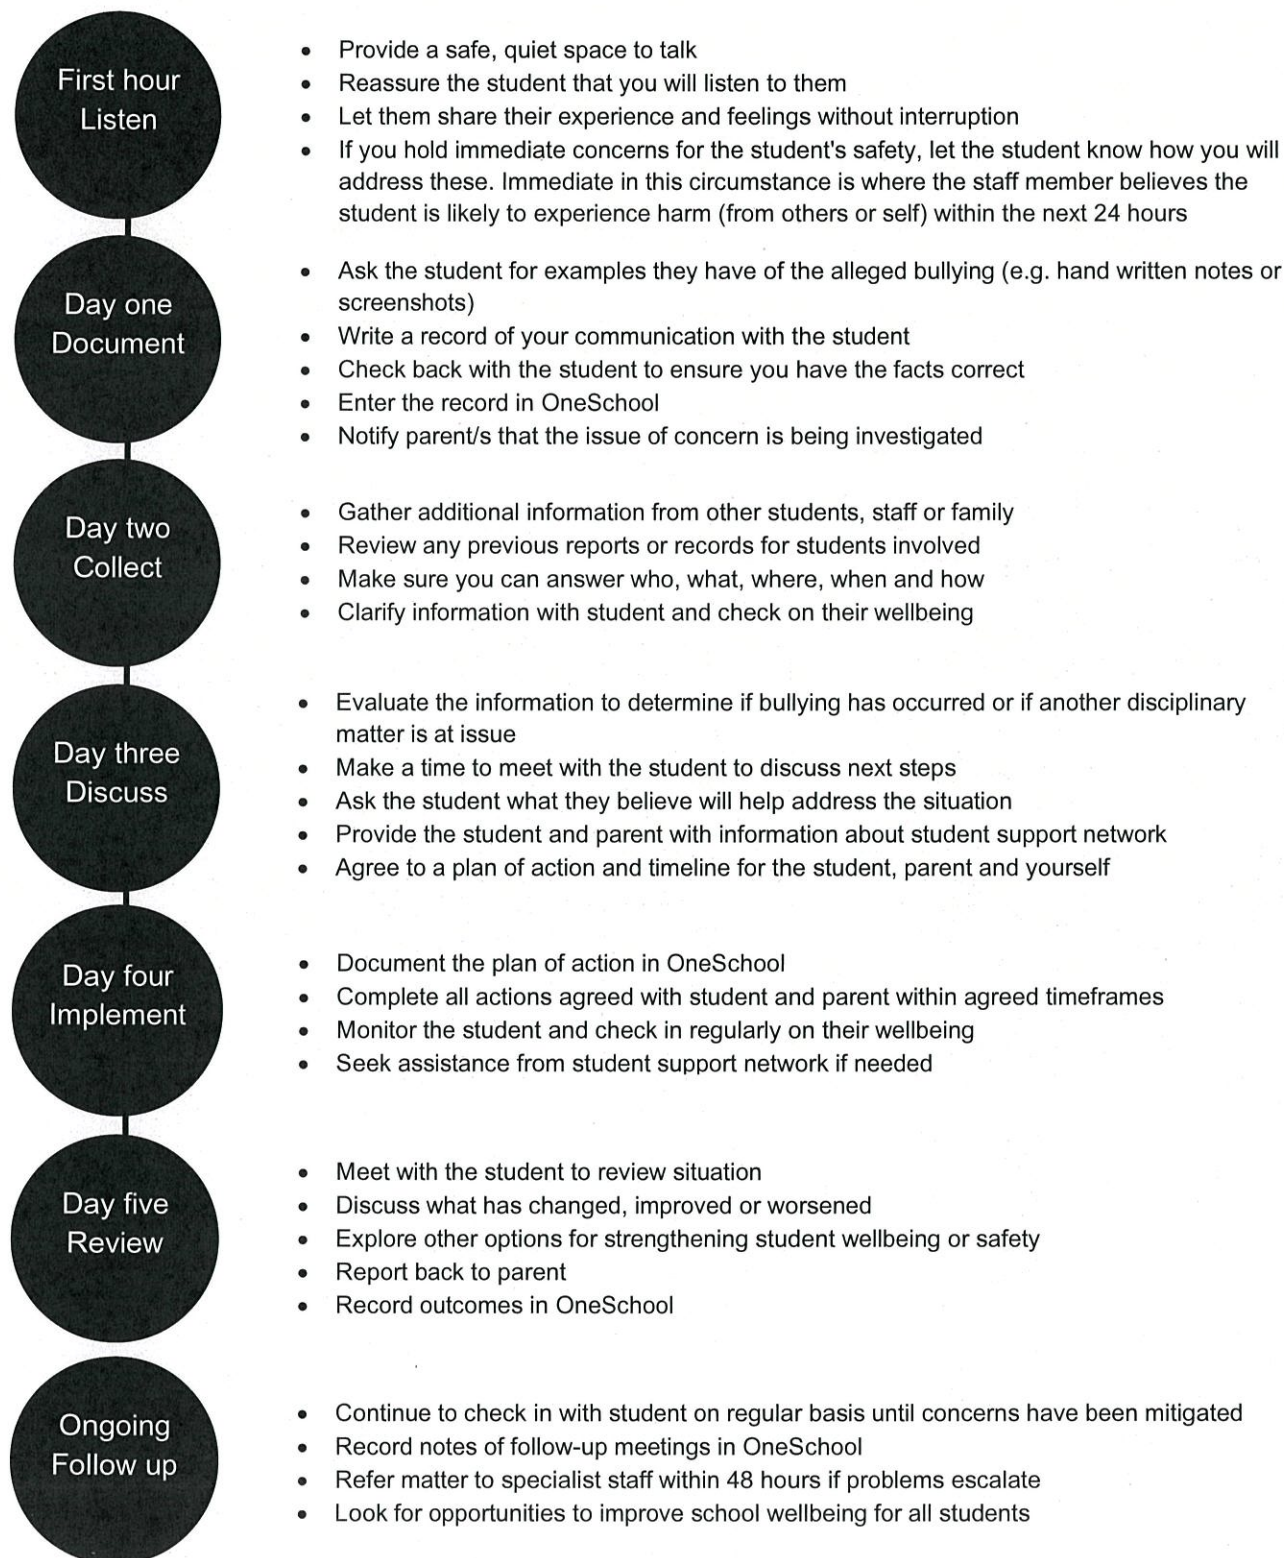 First hour
Listen
• Provide a safe, quiet space to talk
• Reassure the student that you will listen to them
• Let them share their experience and feelings without interruption
• If you hold immediate concerns for the student's safety, let the student know how you will
address these. Immediate in this circumstance is where the staff member believes the
student is likely to experience harm (from others or self) within the next 24 hours
Day one
Document
• Ask the student for examples they have of the alleged bullying (e.g. hand written notes or
screenshots)
• Write a record of your communication with the student
• Check back with the student to ensure you have the facts correct
• Enter the record in OneSchool
• Notify parent/s that the issue of concern is being investigated
Day two
Collect
• Gather additional information from other students, staff or family
• Review any previous reports or records for students involved
• Make sure you can answer who, what, where, when and how
• Clarify information with student and check on their wellbeing
Day three
Discuss
• Evaluate the information to determine if bullying has occurred or if another disciplinary
matter is at issue
• Make a time to meet with the student to discuss next steps
• Ask the student what they believe will help address the situation
• Provide the student and parent with information about student support network
• Agree to a plan of action and timeline for the student, parent and yourself
Day four
Implement
• Document the plan of action in OneSchool
• Complete all actions agreed with student and parent within agreed timeframes
• Monitor the student and check in regularly on their wellbeing
• Seek assistance from student support network if needed
Day five
Review
• Meet with the student to review situation
• Discuss what has changed, improved or worsened
• Explore other options for strengthening student wellbeing or safety
• Report back to parent
• Record outcomes in OneSchool
Ongoing
Follow up
• Continue to check in with student on regular basis until concerns have been mitigated
• Record notes of follow-up meetings in OneSchool
• Refer matter to specialist staff within 48 hours if problems escalate
• Look for opportunities to improve school wellbeing for all students